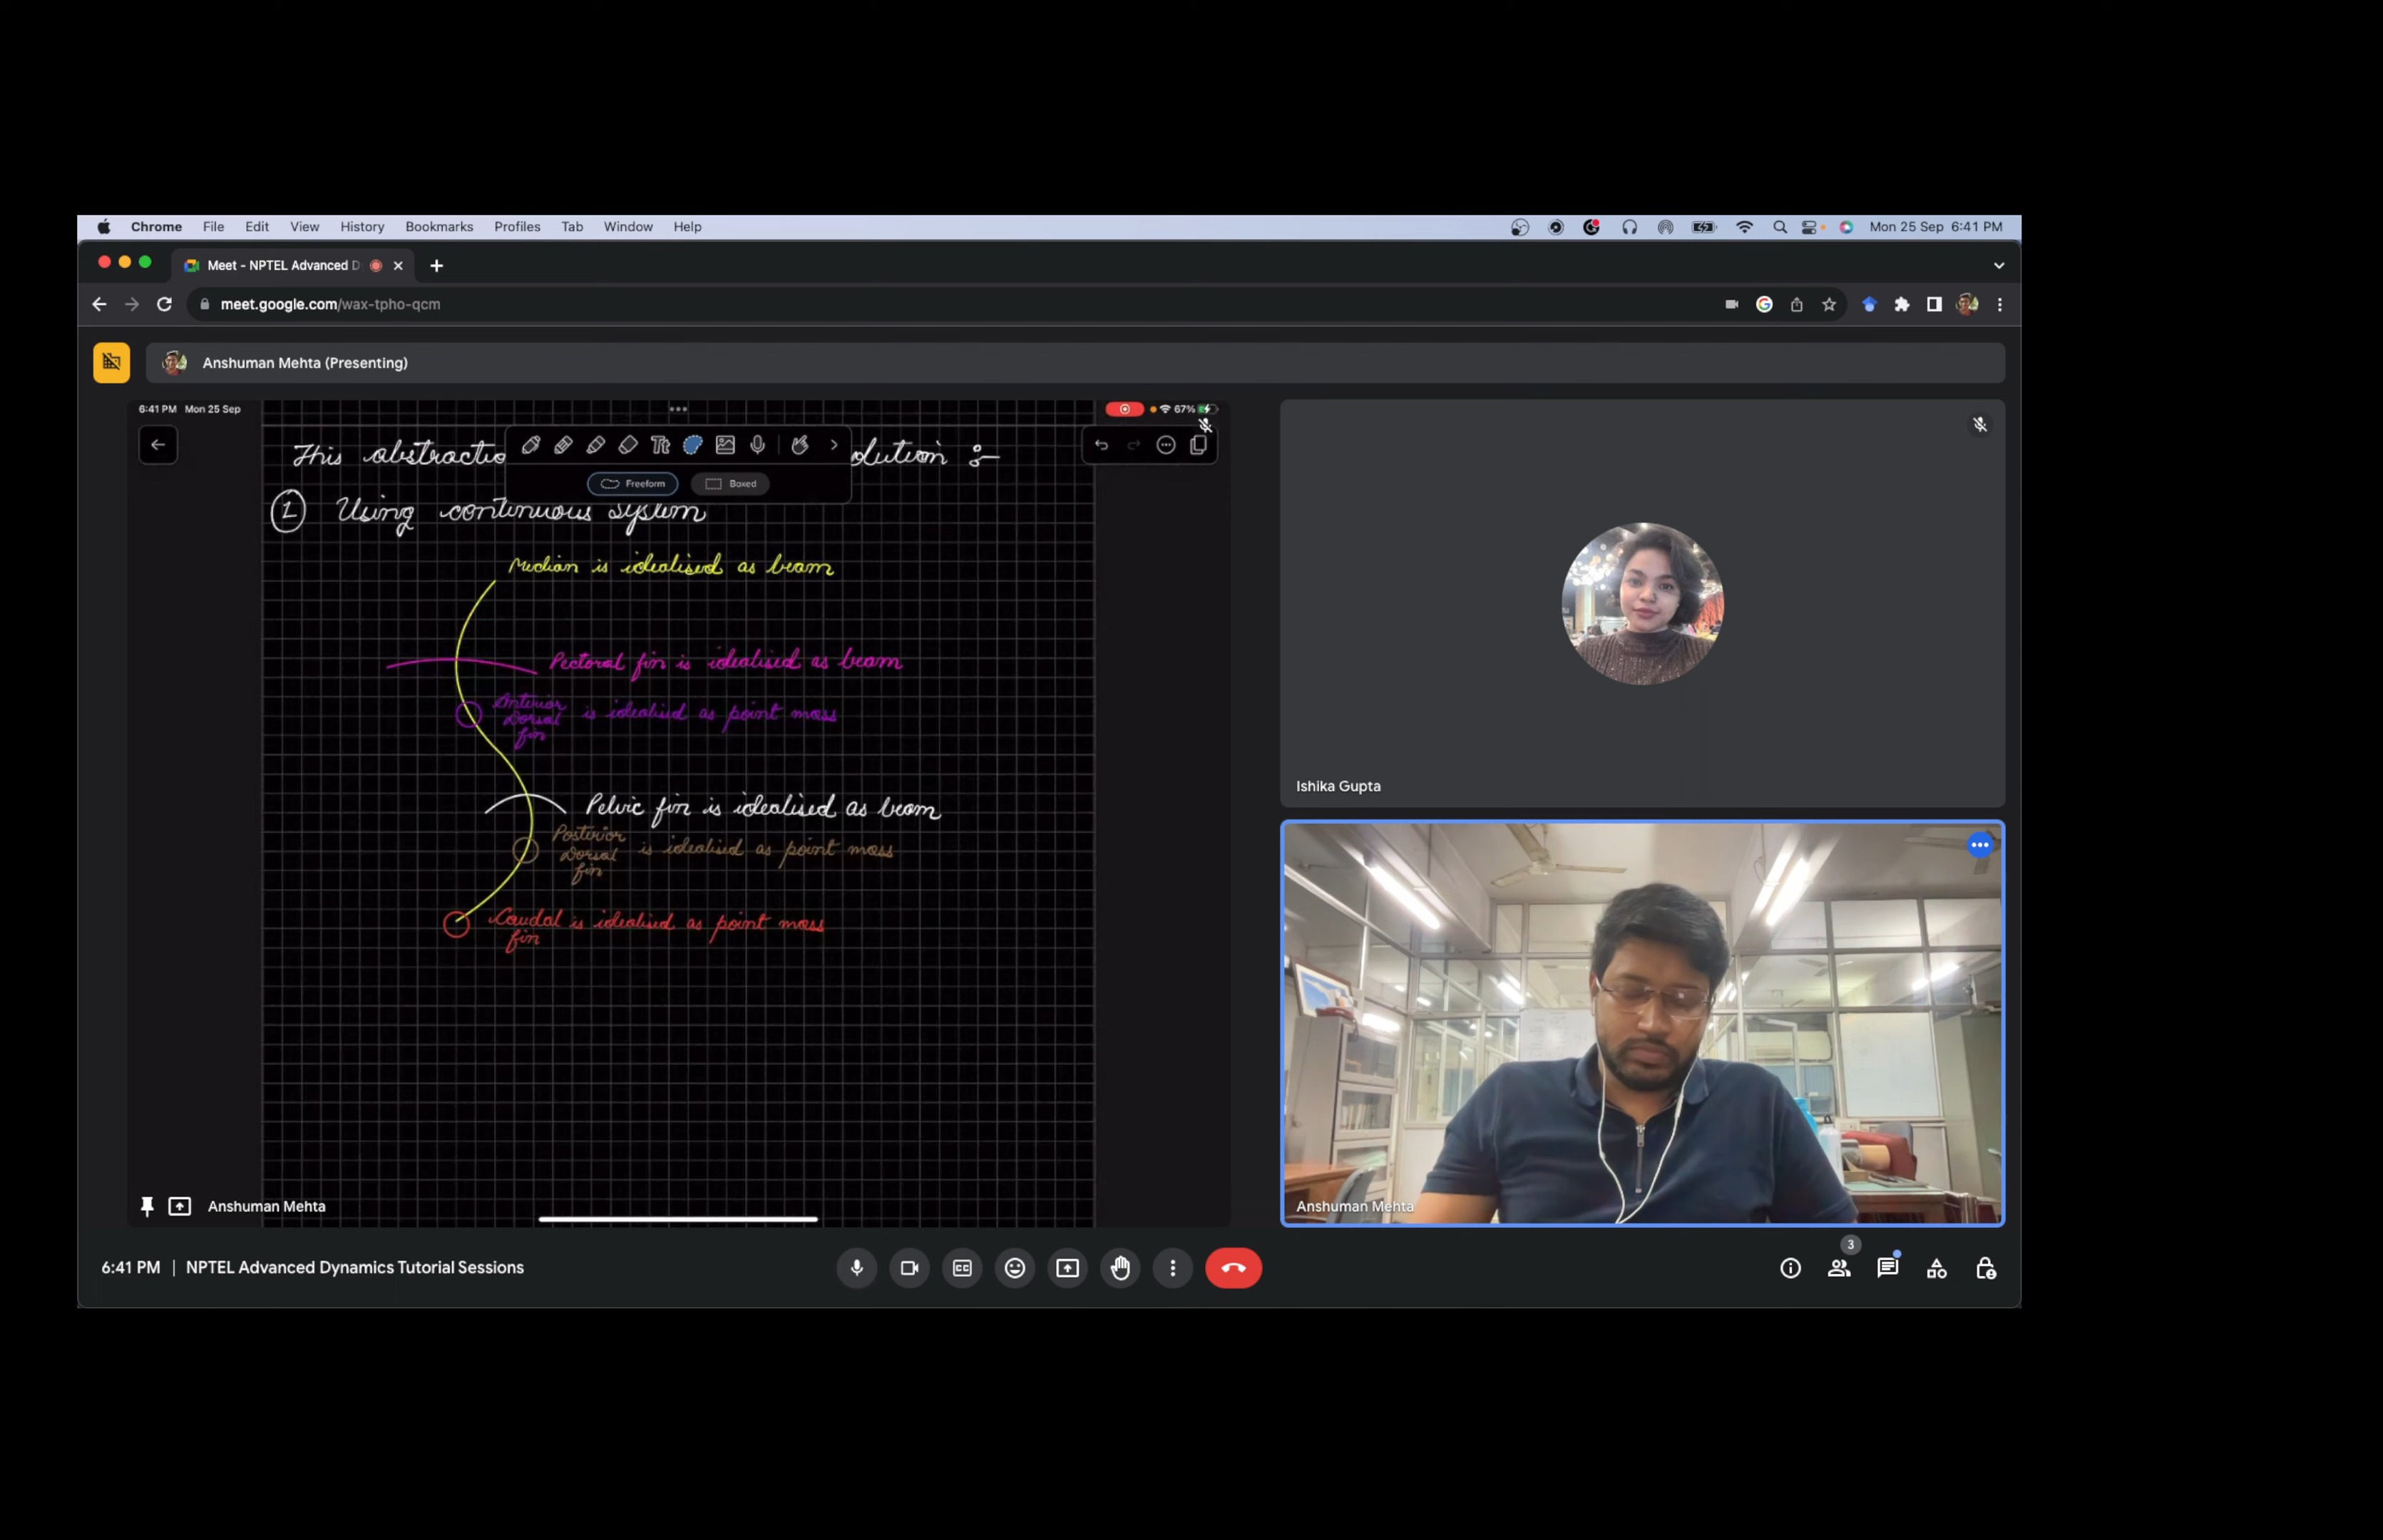 Chrome File Edit View History Bookmarks Profiles Tab Window Help Mon 25 Sep 6:41 PM
Meet - NPTEL Advanced D
meet.google.com/wax-tpho-qcm
Anshuman Mehta (Presenting)
6:41 PM Mon 25 Sep 67%
This abstractio olution :-
Freeform Boxed
1 Using continuous system
Median is idealised as beam
Pectoral fin is idealised as beam
Anterior
Dorsal is idealised as point mass
fin
Pelvic fin is idealised as beam
Posterior
Dorsal is idealised as point mass
fin
Caudal is idealised as point mass
fin
Anshuman Mehta
Ishika Gupta
Anshuman Mehta
6:41 PM | NPTEL Advanced Dynamics Tutorial Sessions
3